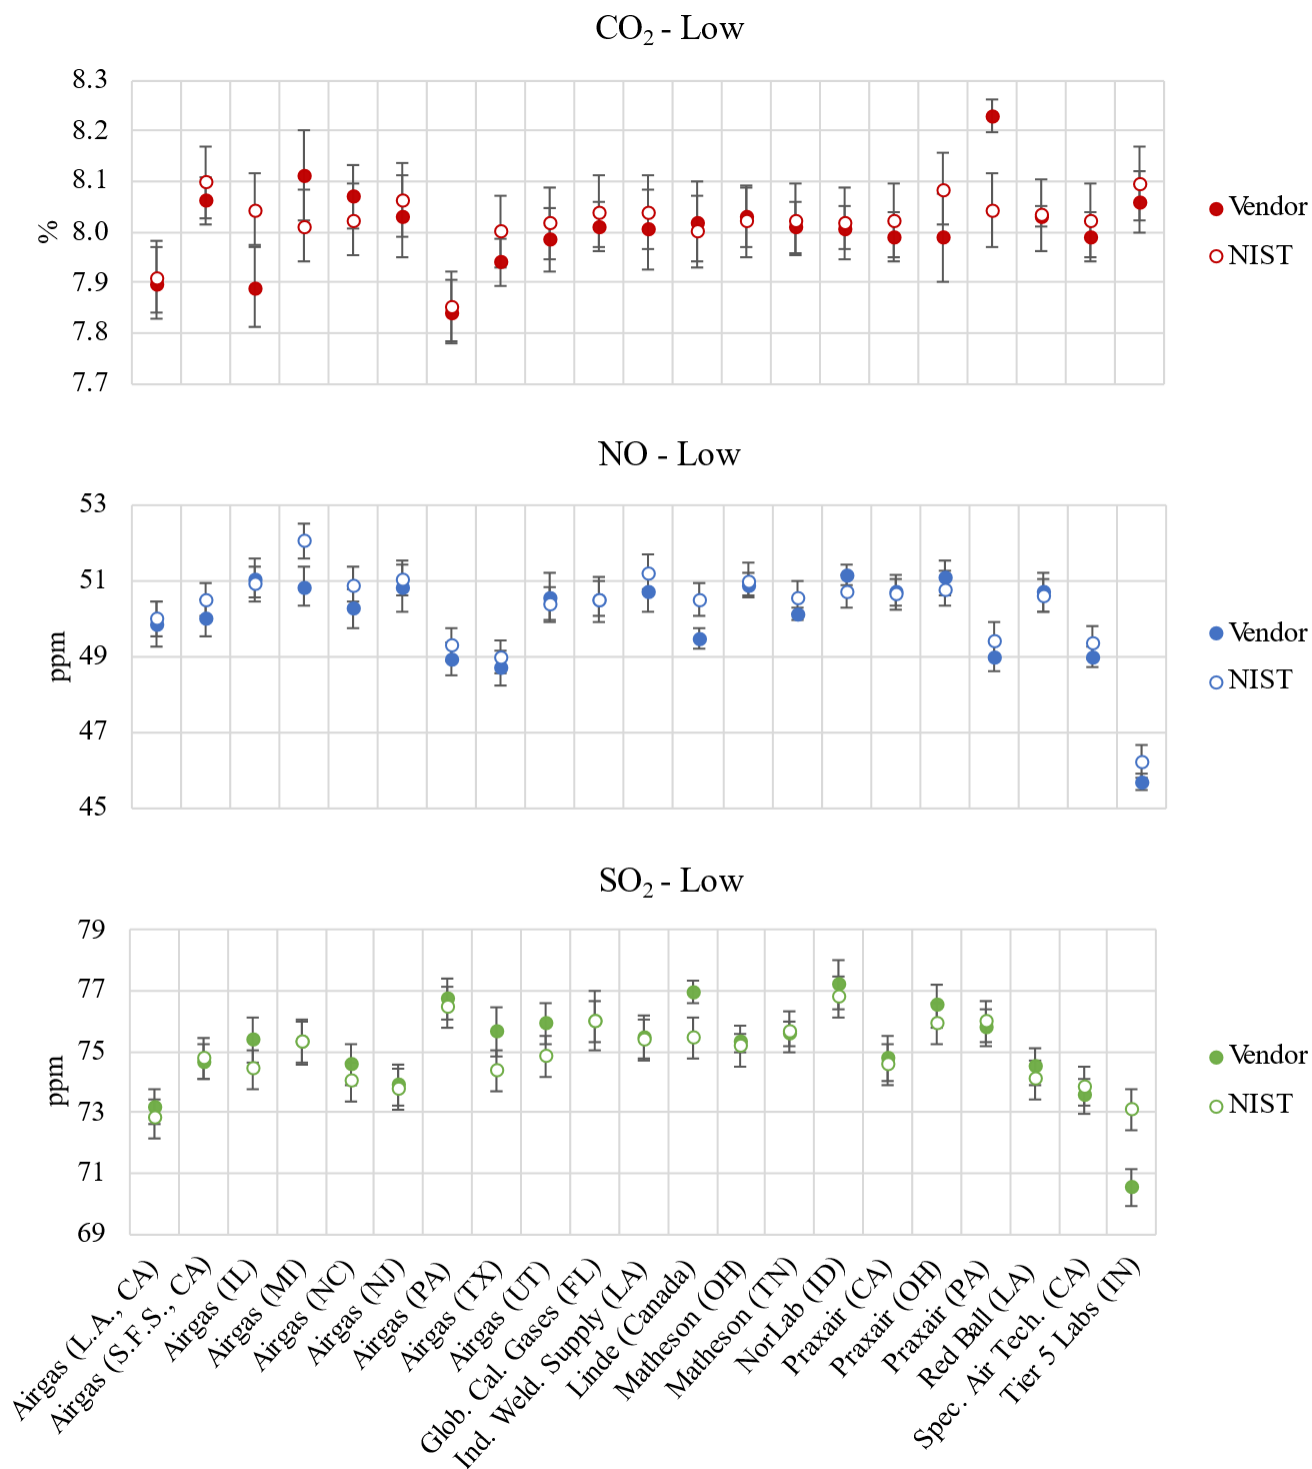 CO₂ - Low
8.3
8.2
8.1
8.0
7.9
7.8
7.7
%
Vendor
NIST
NO - Low
53
51
49
47
45
ppm
Vendor
NIST
SO₂ - Low
79
77
75
73
71
69
ppm
Vendor
NIST
Airgas (L.A., CA)
Airgas (S.F.S., CA)
Airgas (IL)
Airgas (MI)
Airgas (NC)
Airgas (NJ)
Airgas (PA)
Airgas (TX)
Airgas (UT)
Glob. Cal. Gases (FL)
Ind. Weld. Supply (LA)
Linde (Canada)
Matheson (OH)
Matheson (TN)
NorLab (ID)
Praxair (CA)
Praxair (OH)
Praxair (PA)
Red Ball (LA)
Spec. Air Tech. (CA)
Tier 5 Labs (IN)